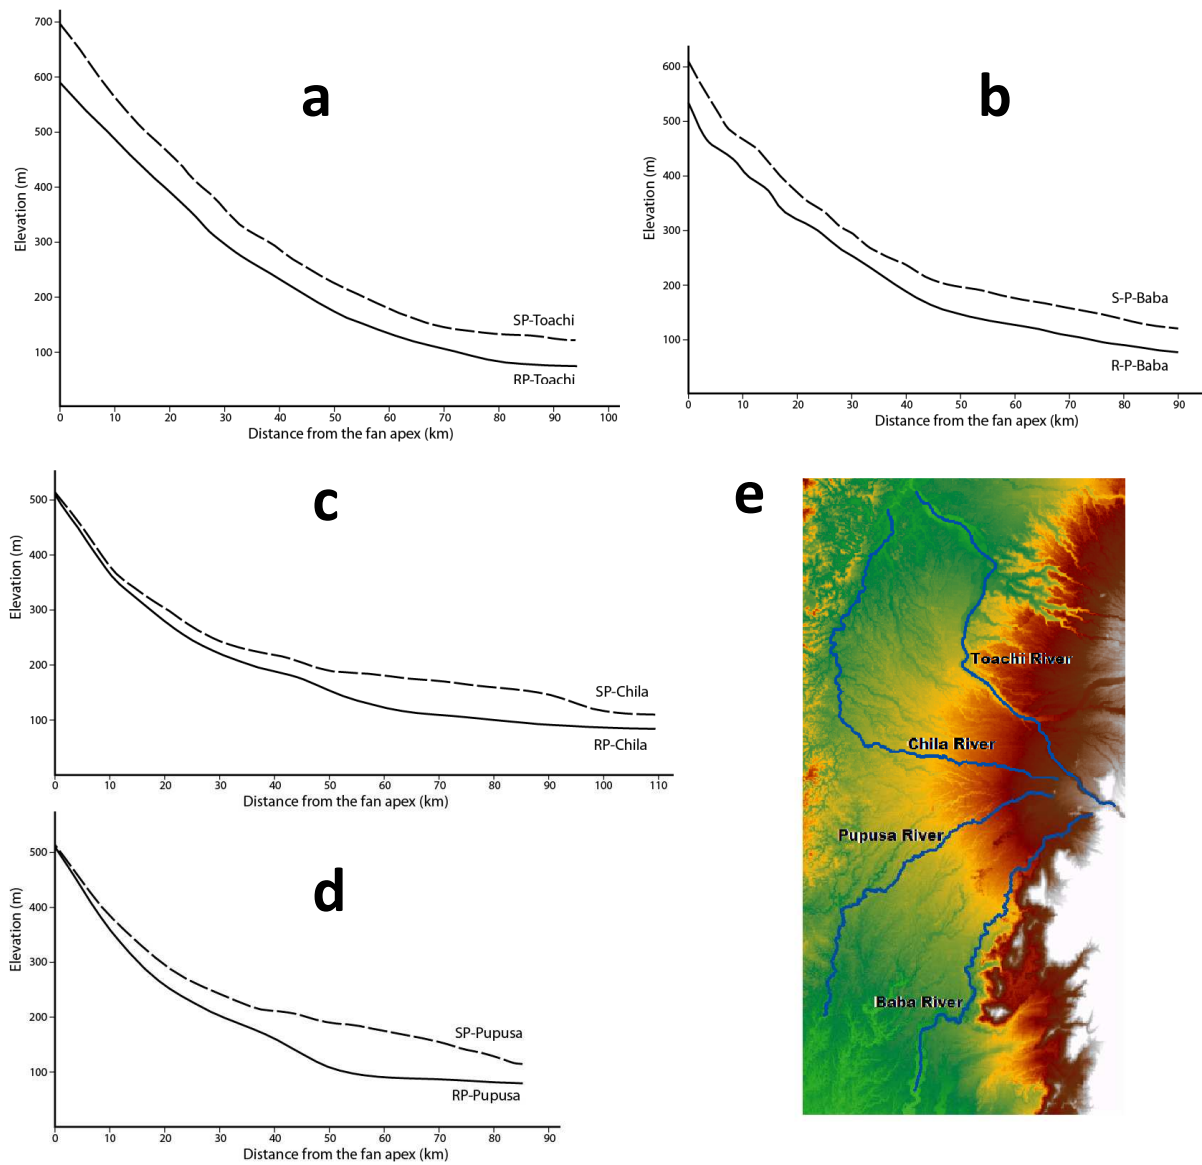 a
700
600
500
400
300
200
100
Elevation (m)
SP-Toachi
RP-Toachi
0 10 20 30 40 50 60 70 80 90 100
Distance from the fan apex (km)
b
600
500
400
300
200
100
Elevation (m)
S-P-Baba
R-P-Baba
0 10 20 30 40 50 60 70 80 90
Distance from the fan apex (km)
c
500
400
300
200
100
Elevation (m)
SP-Chila
RP-Chila
0 10 20 30 40 50 60 70 80 90 100 110
Distance from the fan apex (km)
d
500
400
300
200
100
Elevation (m)
SP-Pupusa
RP-Pupusa
0 10 20 30 40 50 60 70 80 90
Distance from the fan apex (km)
e
Toachi River
Chila River
Pupusa River
Baba River